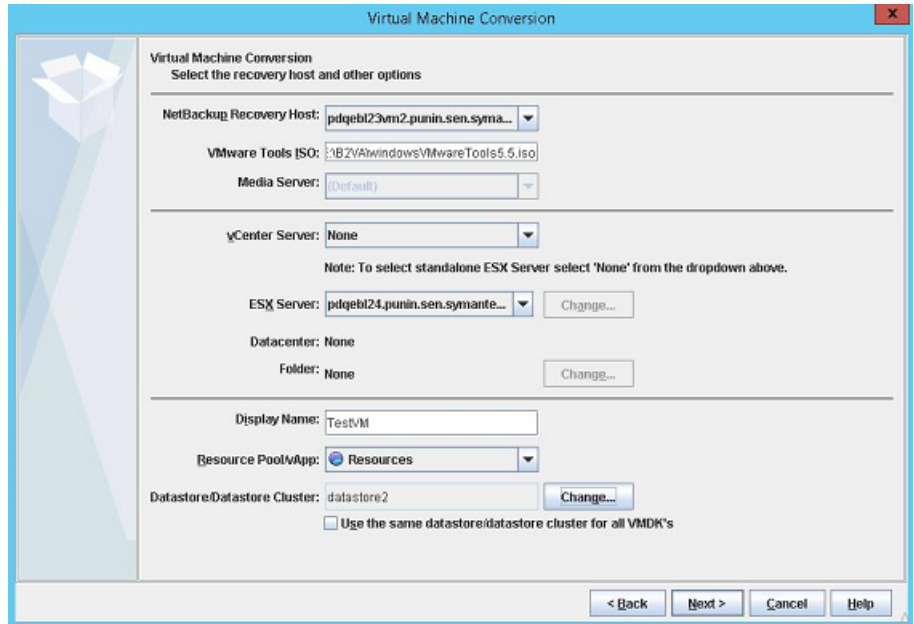 Virtual Machine Conversion
x
Virtual Machine Conversion
Select the recovery host and other options
NetBackup Recovery Host: pdqebl23vm2.punin.sen.syma...
VMware Tools ISO: :\B2VA\windowsVMwareTools5.5.iso
Media Server: (Default)
vCenter Server: None
Note: To select standalone ESX Server select 'None' from the dropdown above.
ESX Server: pdqebl24.punin.sen.symante... Change...
Datacenter: None
Folder: None Change...
Display Name: TestVM
Resource Pool/vApp: Resources
Datastore/Datastore Cluster: datastore2 Change...
Use the same datastore/datastore cluster for all VMDK's
< Back Next > Cancel Help